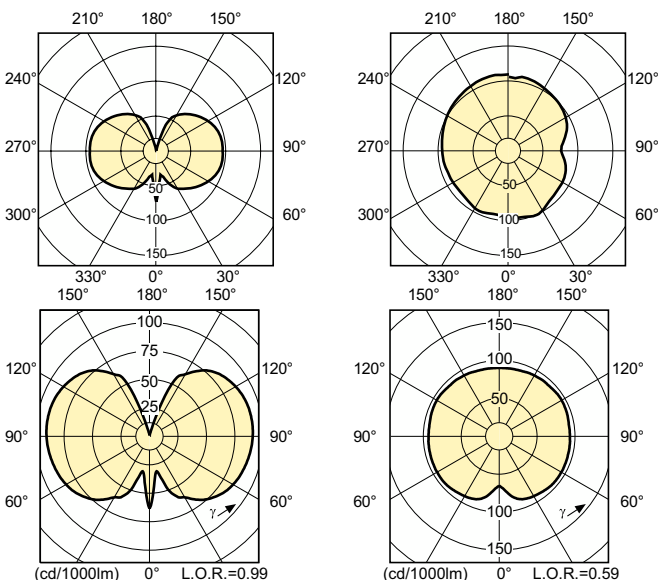 210° 180° 150° 210° 180° 150°
240° 120° 240° 120°
270° 90° 270° 90°
50 50
300° 100 60° 300° 100 60°
150 150
330° 0° 30° 330° 0° 30°
150° 180° 150° 150° 180° 150°
100 150
120° 75 120° 120° 100 120°
50 50
25
90° 90° 90° 90°
60° 60° 60° 60°
γ 100 γ
150
(cd/1000lm) 0° L.O.R.=0.99 (cd/1000lm) 0° L.O.R.=0.59